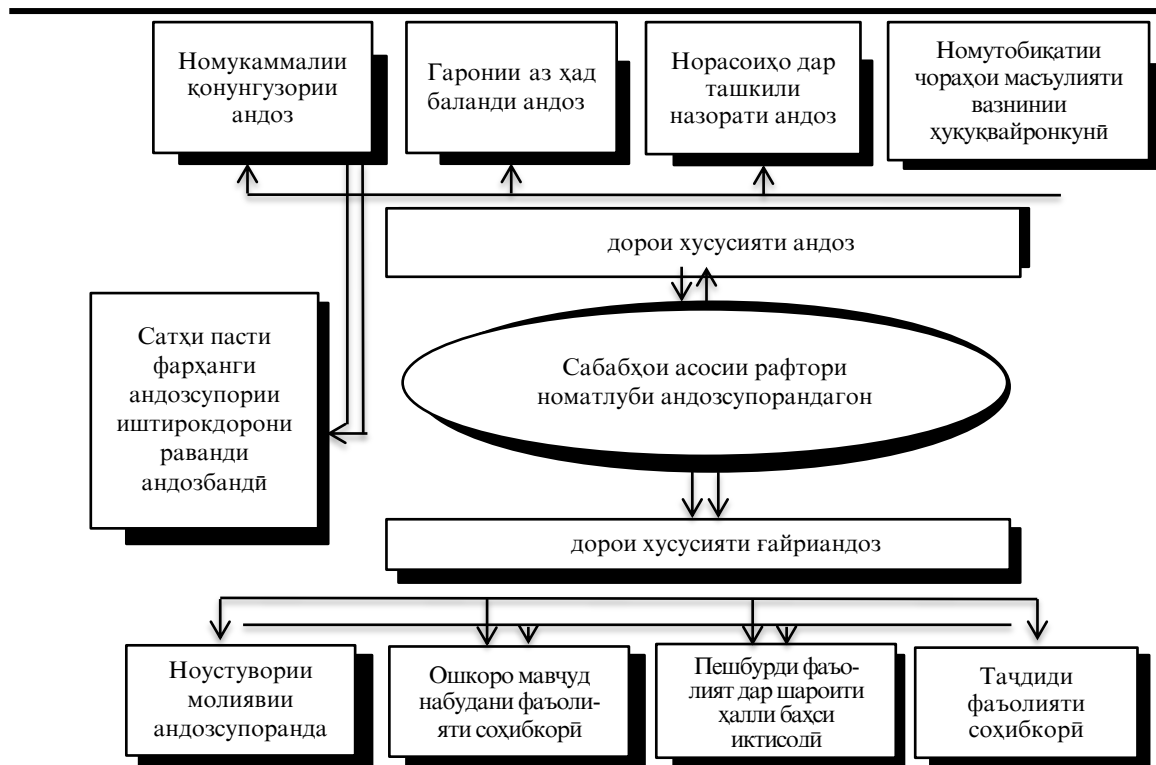 Номукаммалии
қонунгузории
андоз
Гаронии аз ҳад
баланди андоз
Норасоиҳо дар
ташкили
назорати андоз
Номутобиқатии
чораҳои масъулияти
вазнинии
ҳуқуқвайронкунӣ
дорои хусусияти андоз
Сатҳи пасти
фарҳанги
андозсупории
иштирокдорони
раванди
андозбандӣ
Сабабҳои асосии рафтори
номатлуби андозсупорандагон
дорои хусусияти ғайриандоз
Ноустувории
молиявии
андозсупоранда
Ошкоро мавҷуд
набудани фаъоли-
яти соҳибкорӣ
Пешбурди фаъо-
лият дар шароити
ҳалли баҳси
иктисодӣ
Таҷдиди
фаъолияти
соҳибкорӣ